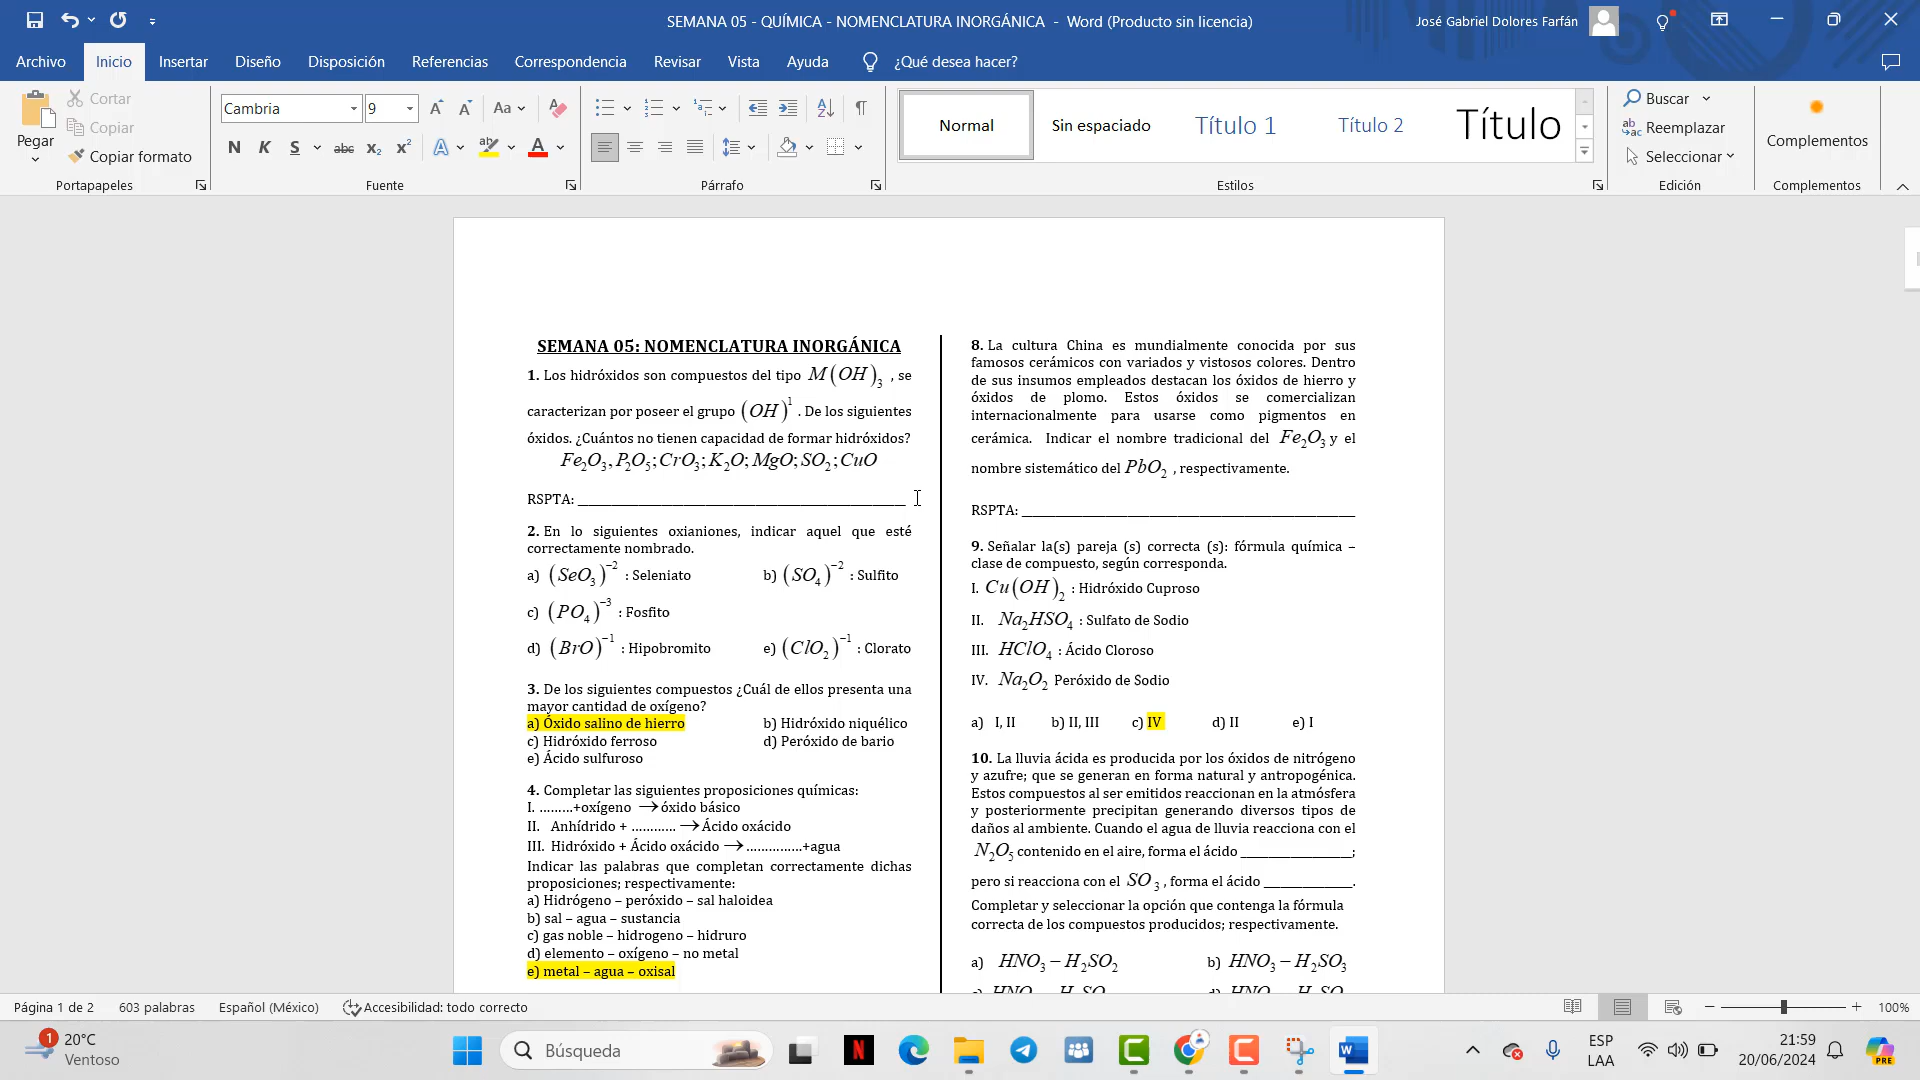 SEMANA 05 - QUÍMICA - NOMENCLATURA INORGÁNICA - Word (Producto sin licencia)
José Gabriel Dolores Farfán
Archivo Inicio Insertar Diseño Disposición Referencias Correspondencia Revisar Vista Ayuda ¿Qué desea hacer?
Pegar
Cortar
Copiar
Copiar formato
Portapapeles
Cambria 9
N K S abc x₂ x²
Fuente
Párrafo
Normal Sin espaciado Título 1 Título 2 Título
Estilos
Buscar
Reemplazar
Seleccionar
Edición
Complementos
Complementos
SEMANA 05: NOMENCLATURA INORGÁNICA
1. Los hidróxidos son compuestos del tipo M(OH)₃ , se
caracterizan por poseer el grupo (OH)¹ . De los siguientes
óxidos. ¿Cuántos no tienen capacidad de formar hidróxidos?
Fe₂O₃, P₂O₅; CrO₃; K₂O; MgO; SO₂; CuO
RSPTA: ____________________
2. En lo siguientes oxianiones, indicar aquel que esté
correctamente nombrado.
a) (SeO₃)⁻² : Seleniato b) (SO₄)⁻² : Sulfito
c) (PO₄)⁻³ : Fosfito
d) (BrO)⁻¹ : Hipobromito e) (ClO₂)⁻¹ : Clorato
3. De los siguientes compuestos ¿Cuál de ellos presenta una
mayor cantidad de oxígeno?
a) Óxido salino de hierro b) Hidróxido niquélico
c) Hidróxido ferroso d) Peróxido de bario
e) Ácido sulfuroso
4. Completar las siguientes proposiciones químicas:
I. .........+oxígeno → óxido básico
II. Anhídrido + ............ → Ácido oxácido
III. Hidróxido + Ácido oxácido → ..............+agua
Indicar las palabras que completan correctamente dichas
proposiciones; respectivamente:
a) Hidrógeno – peróxido – sal haloidea
b) sal – agua – sustancia
c) gas noble – hidrogeno – hidruro
d) elemento – oxígeno – no metal
e) metal – agua – oxisal
8. La cultura China es mundialmente conocida por sus
famosos cerámicos con variados y vistosos colores. Dentro
de sus insumos empleados destacan los óxidos de hierro y
óxidos de plomo. Estos óxidos se comercializan
internacionalmente para usarse como pigmentos en
cerámica. Indicar el nombre tradicional del Fe₂O₃ y el
nombre sistemático del PbO₂ , respectivamente.
RSPTA: ____________________
9. Señalar la(s) pareja (s) correcta (s): fórmula química –
clase de compuesto, según corresponda.
I. Cu(OH)₂ : Hidróxido Cuproso
II. Na₂HSO₄ : Sulfato de Sodio
III. HClO₄ : Ácido Cloroso
IV. Na₂O₂ Peróxido de Sodio
a) I, II b) II, III c) IV d) II e) I
10. La lluvia ácida es producida por los óxidos de nitrógeno
y azufre; que se generan en forma natural y antropogénica.
Estos compuestos al ser emitidos reaccionan en la atmósfera
y posteriormente precipitan generando diversos tipos de
daños al ambiente. Cuando el agua de lluvia reacciona con el
N₂O₅ contenido en el aire, forma el ácido ______________;
pero si reacciona con el SO₃ , forma el ácido ___________.
Completar y seleccionar la opción que contenga la fórmula
correcta de los compuestos producidos; respectivamente.
a) HNO₃ – H₂SO₂ b) HNO₃ – H₂SO₃
Página 1 de 2 603 palabras Español (México) Accesibilidad: todo correcto 100%
1 20°C
Ventoso
Búsqueda
ESP
LAA
21:59
20/06/2024
PRE